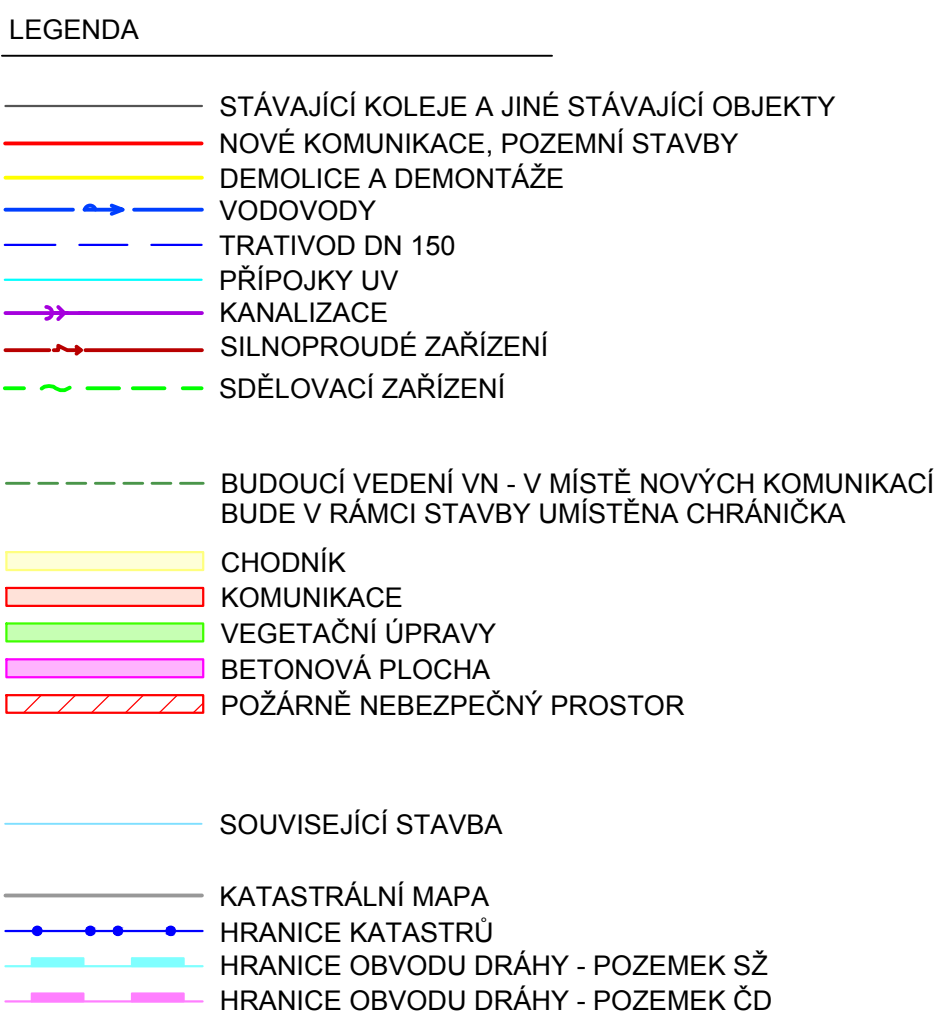 LEGENDA
STÁVAJÍCÍ KOLEJE A JINÉ STÁVAJÍCÍ OBJEKTY
NOVÉ KOMUNIKACE, POZEMNÍ STAVBY
DEMOLICE A DEMONTÁŽE
VODOVODY
TRATIVOD DN 150
PŘÍPOJKY UV
KANALIZACE
SILNOPROUDÉ ZAŘÍZENÍ
SDĚLOVACÍ ZAŘÍZENÍ
BUDOUCÍ VEDENÍ VN - V MÍSTĚ NOVÝCH KOMUNIKACÍ
BUDE V RÁMCI STAVBY UMÍSTĚNA CHRÁNIČKA
CHODNÍK
KOMUNIKACE
VEGETAČNÍ ÚPRAVY
BETONOVÁ PLOCHA
POŽÁRNĚ NEBEZPEČNÝ PROSTOR
SOUVISEJÍCÍ STAVBA
KATASTRÁLNÍ MAPA
HRANICE KATASTRŮ
HRANICE OBVODU DRÁHY - POZEMEK SŽ
HRANICE OBVODU DRÁHY - POZEMEK ČD